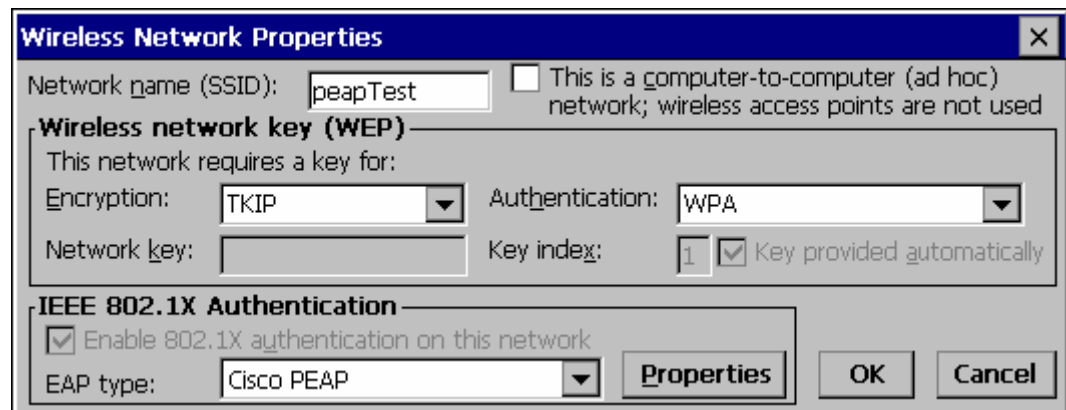 Wireless Network Properties
Network name (SSID): peapTest
This is a computer-to-computer (ad hoc)
network; wireless access points are not used
Wireless network key (WEP)
This network requires a key for:
Encryption: TKIP Authentication: WPA
Network key: Key index: 1 Key provided automatically
IEEE 802.1X Authentication
Enable 802.1X authentication on this network
EAP type: Cisco PEAP Properties OK Cancel